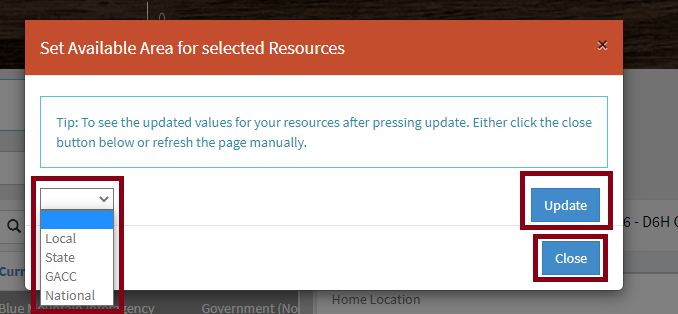 Set Available Area for selected Resources ×
Tip: To see the updated values for your resources after pressing update. Either click the close
button below or refresh the page manually.
Update
6 - D6H
Local
State
Close
GACC
Curr
National
Blue Mountain Interagency Government (No
Home Location